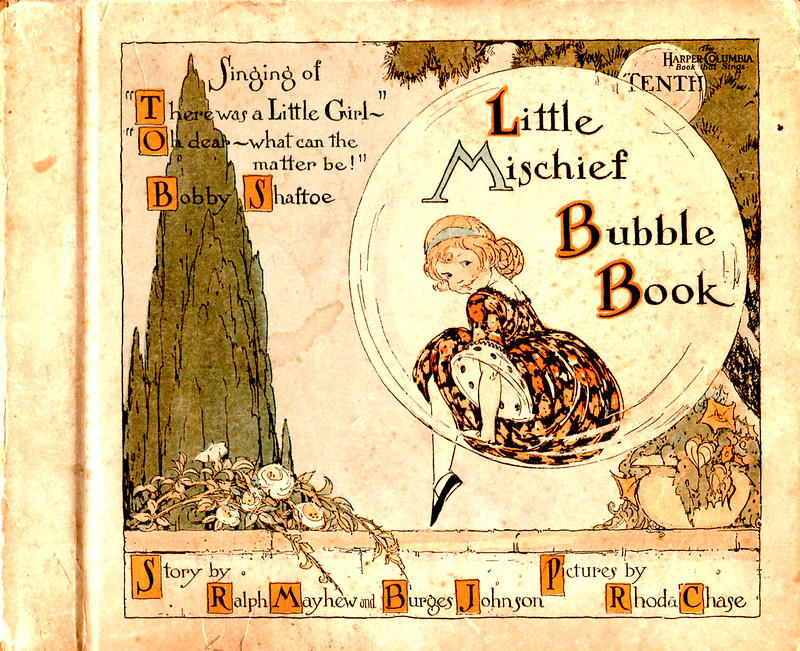 Singing of
"There was a Little Girl~"
"Oh dear~what can the
matter be!"
Bobby Shaftoe
The
HARPER-COLUMBIA
Book that Sings
TENTH
Little
Mischief
Bubble
Book
Story by
Ralph Mayhew and Burges Johnson
Pictures by
Rhoda Chase